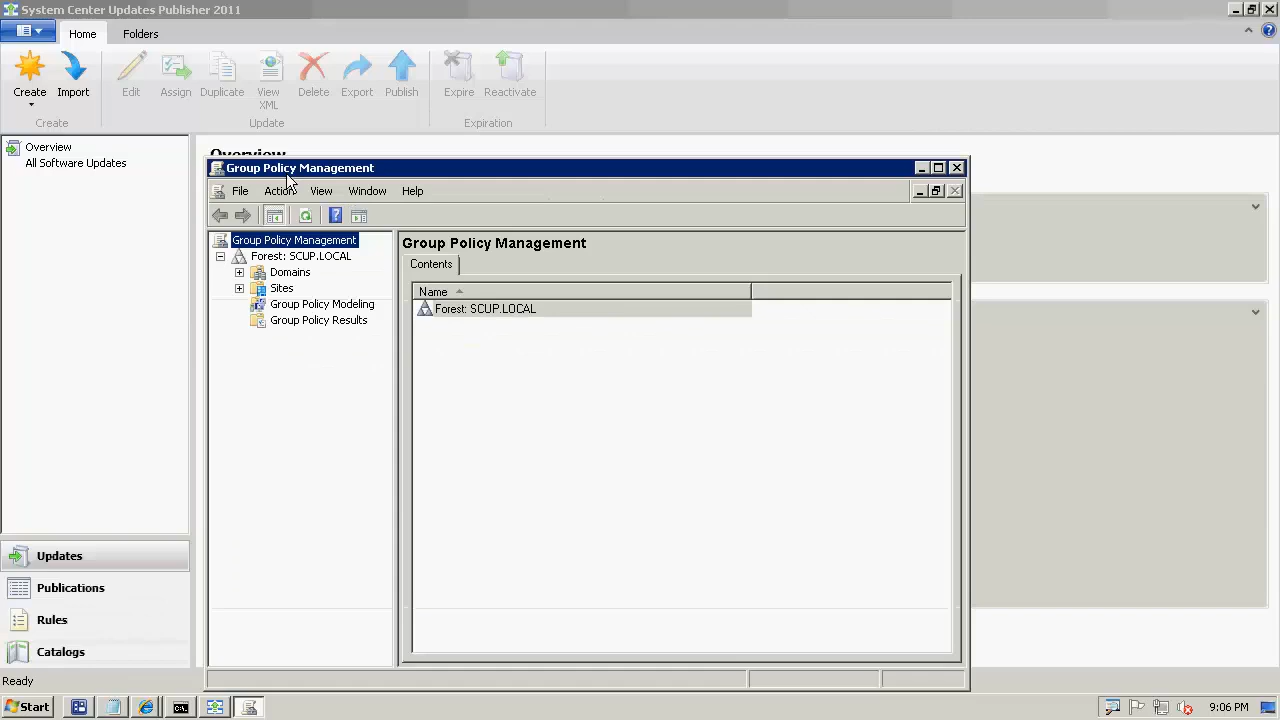 System Center Updates Publisher 2011
Home
Folders
Create
Import
Edit
Assign
Duplicate
View
XML
Delete
Export
Publish
Expire
Reactivate
Create
Update
Expiration
Overview
All Software Updates
Overview
Group Policy Management
File
Action
View
Window
Help
Group Policy Management
Forest: SCUP.LOCAL
Domains
Sites
Group Policy Modeling
Group Policy Results
Group Policy Management
Contents
Name
Forest: SCUP.LOCAL
Updates
Publications
Rules
Catalogs
Ready
Start
9:06 PM